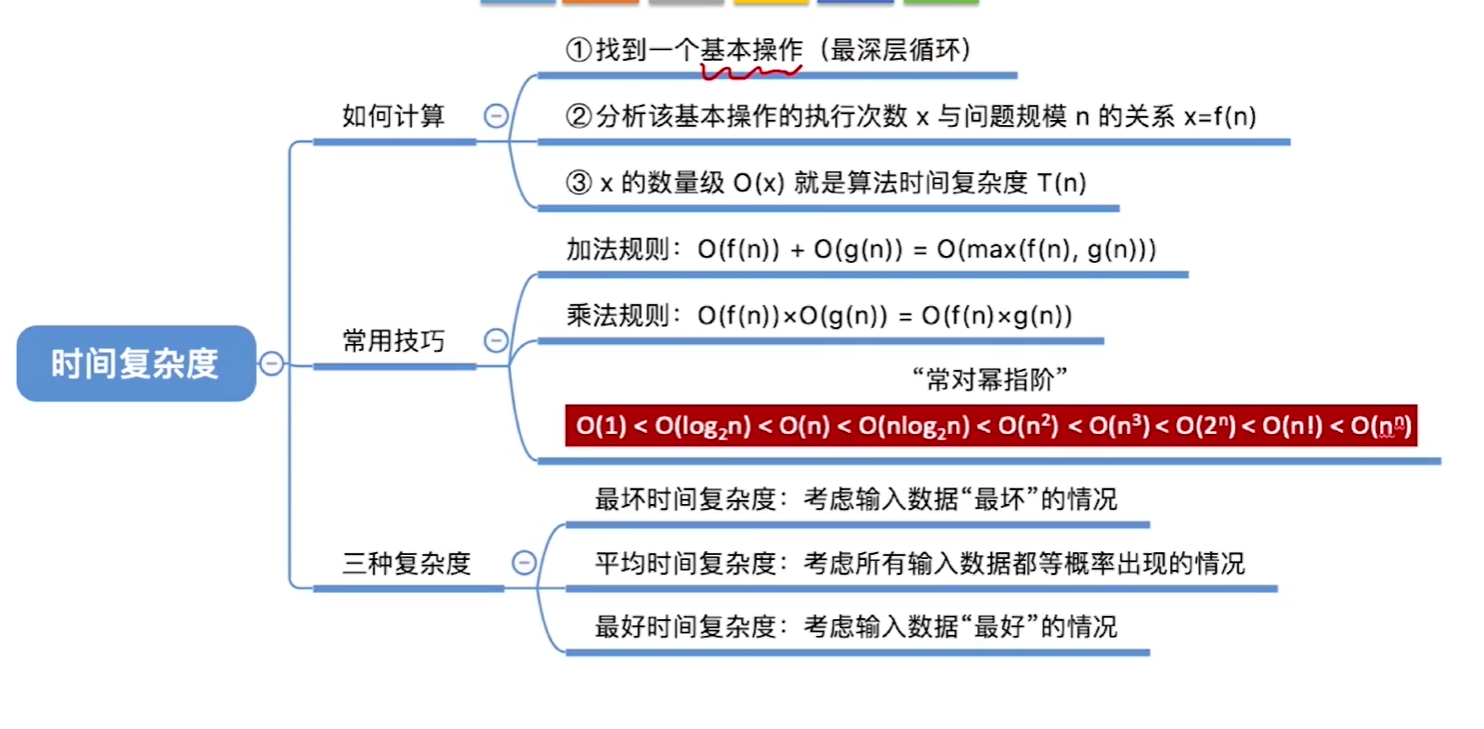 ①找到一个基本操作（最深层循环）
如何计算
②分析该基本操作的执行次数 x 与问题规模 n 的关系 x=f(n)
③ x 的数量级 O(x) 就是算法时间复杂度 T(n)
加法规则：O(f(n)) + O(g(n)) = O(max(f(n), g(n)))
乘法规则：O(f(n))×O(g(n)) = O(f(n)×g(n))
常用技巧
时间复杂度
“常对幂指阶”
O(1) < O(log₂n) < O(n) < O(nlog₂n) < O(n²) < O(n³) < O(2ⁿ) < O(n!) < O(nⁿ)
最坏时间复杂度：考虑输入数据“最坏”的情况
三种复杂度
平均时间复杂度：考虑所有输入数据都等概率出现的情况
最好时间复杂度：考虑输入数据“最好”的情况